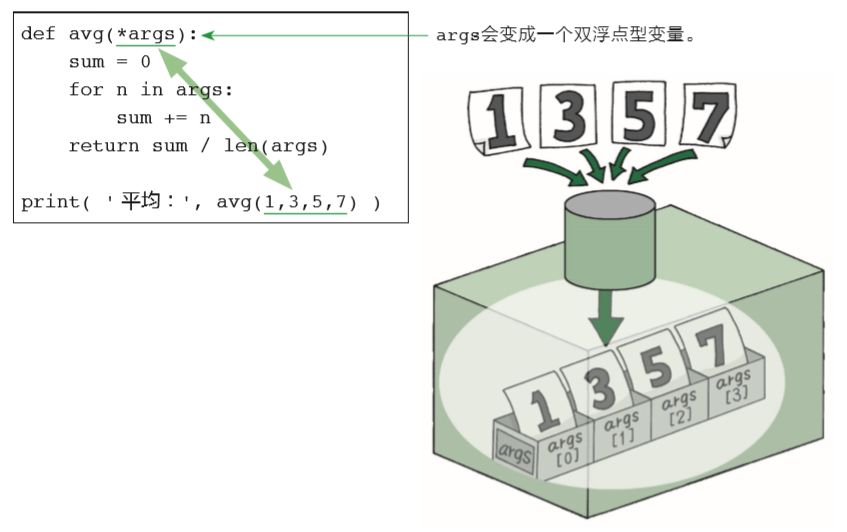 def avg(*args):
    sum = 0
    for n in args:
        sum += n
    return sum / len(args)
print( '平均：', avg(1,3,5,7) )
args会变成一个双浮点型变量。
1 3 5 7
1 3 5 7
args args[0] args[1] args[2] args[3]